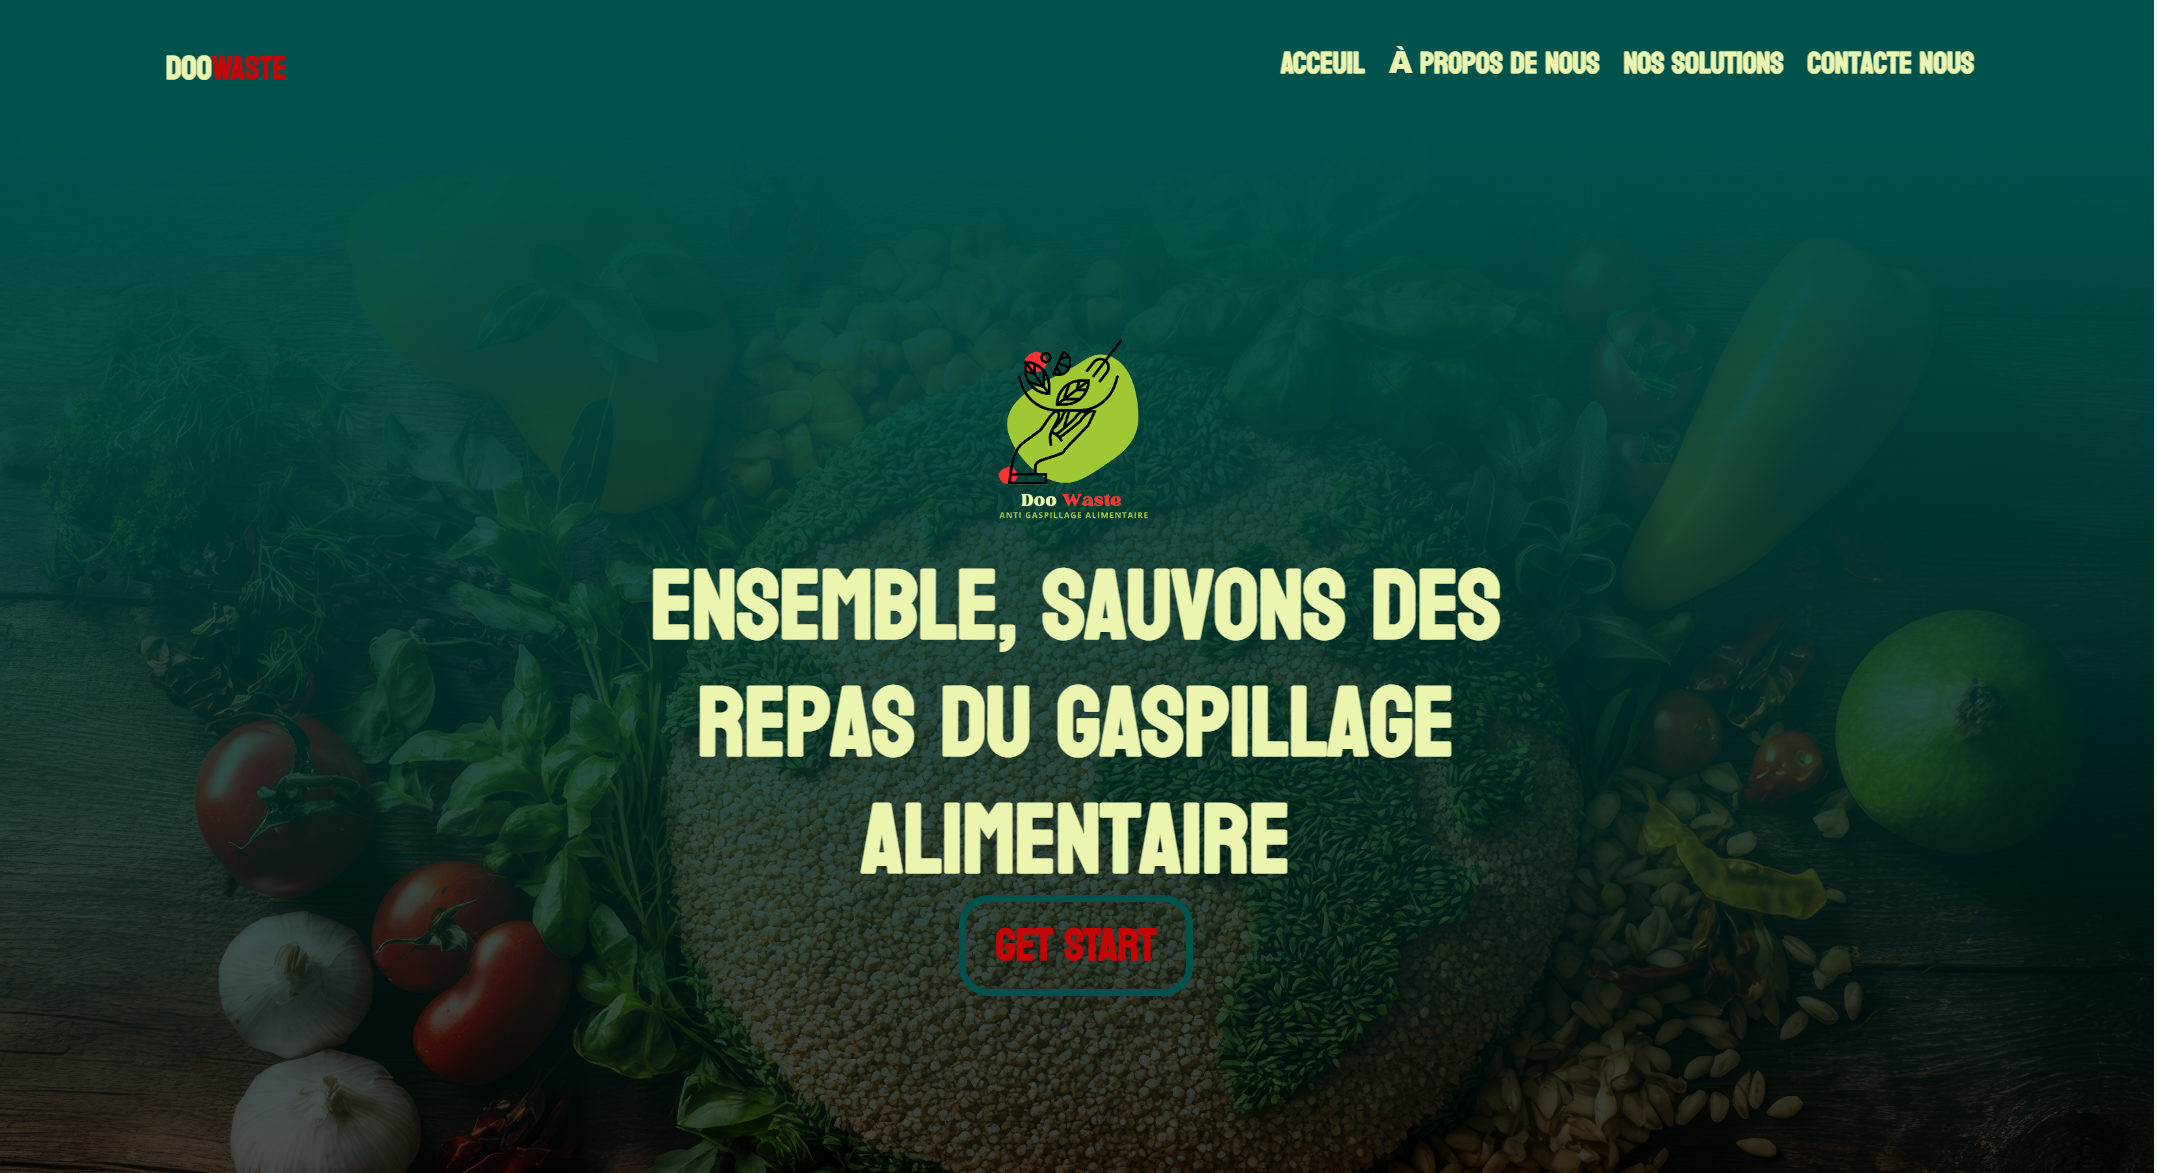 DOOWASTE
ACCEUIL À PROPOS DE NOUS NOS SOLUTIONS CONTACTE NOUS
Doo Waste
ANTI GASPILLAGE ALIMENTAIRE
ENSEMBLE, SAUVONS DES
REPAS DU GASPILLAGE
ALIMENTAIRE
GET START